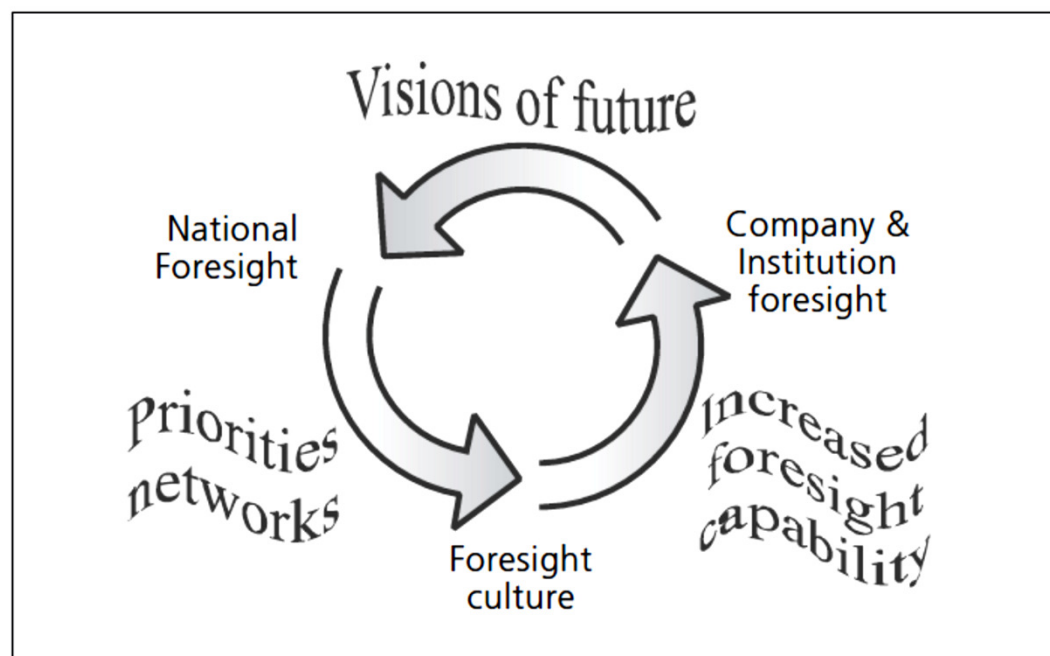 Visions of future
National
Foresight
Company &
Institution
foresight
Priorities
networks
Increased
foresight
capability
Foresight
culture